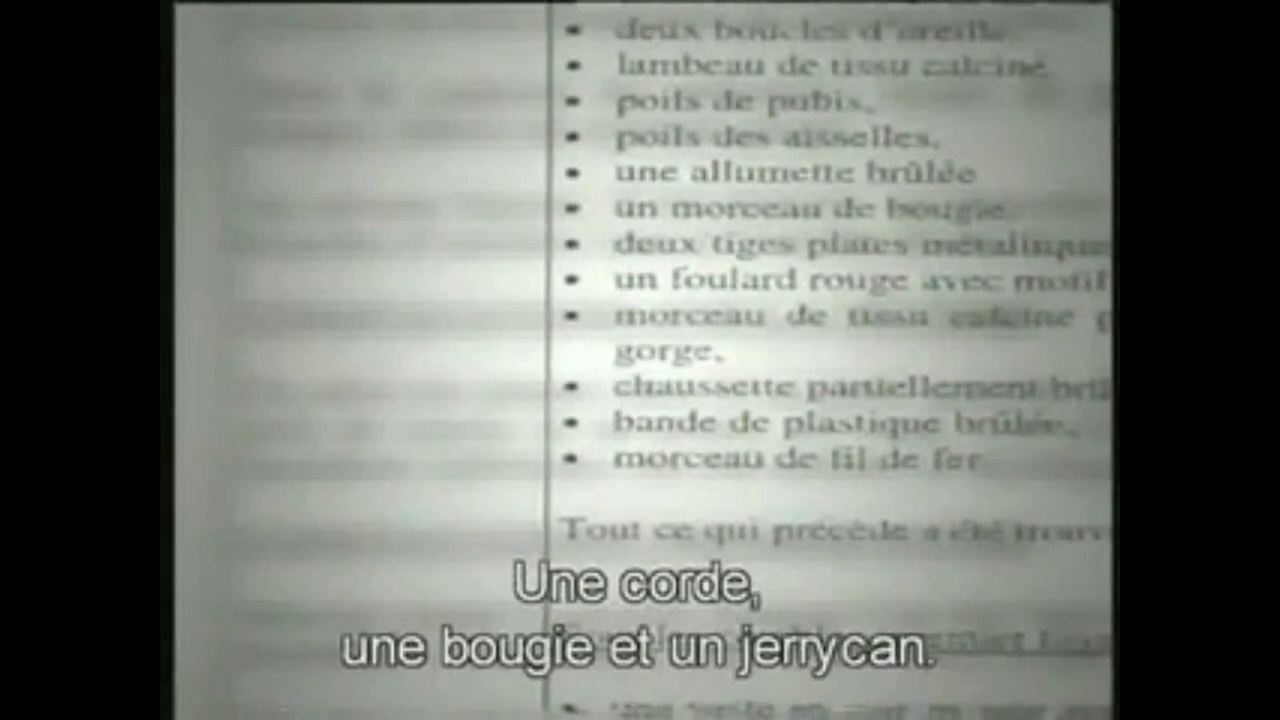 • deux boucles d'oreille,
• lambeau de tissu calciné,
• poils de pubis,
• poils des aisselles,
• une allumette brûlée
• un morceau de bougie,
• deux tiges plates
• un foulard rouge avec motif
• morceau de tissu calciné
gorge,
• chaussette partiellement
• bande de plastique brûlée,
• morceau de fil de fer
Tout ce qui précède a été
Une corde,
une bougie et un jerrycan.